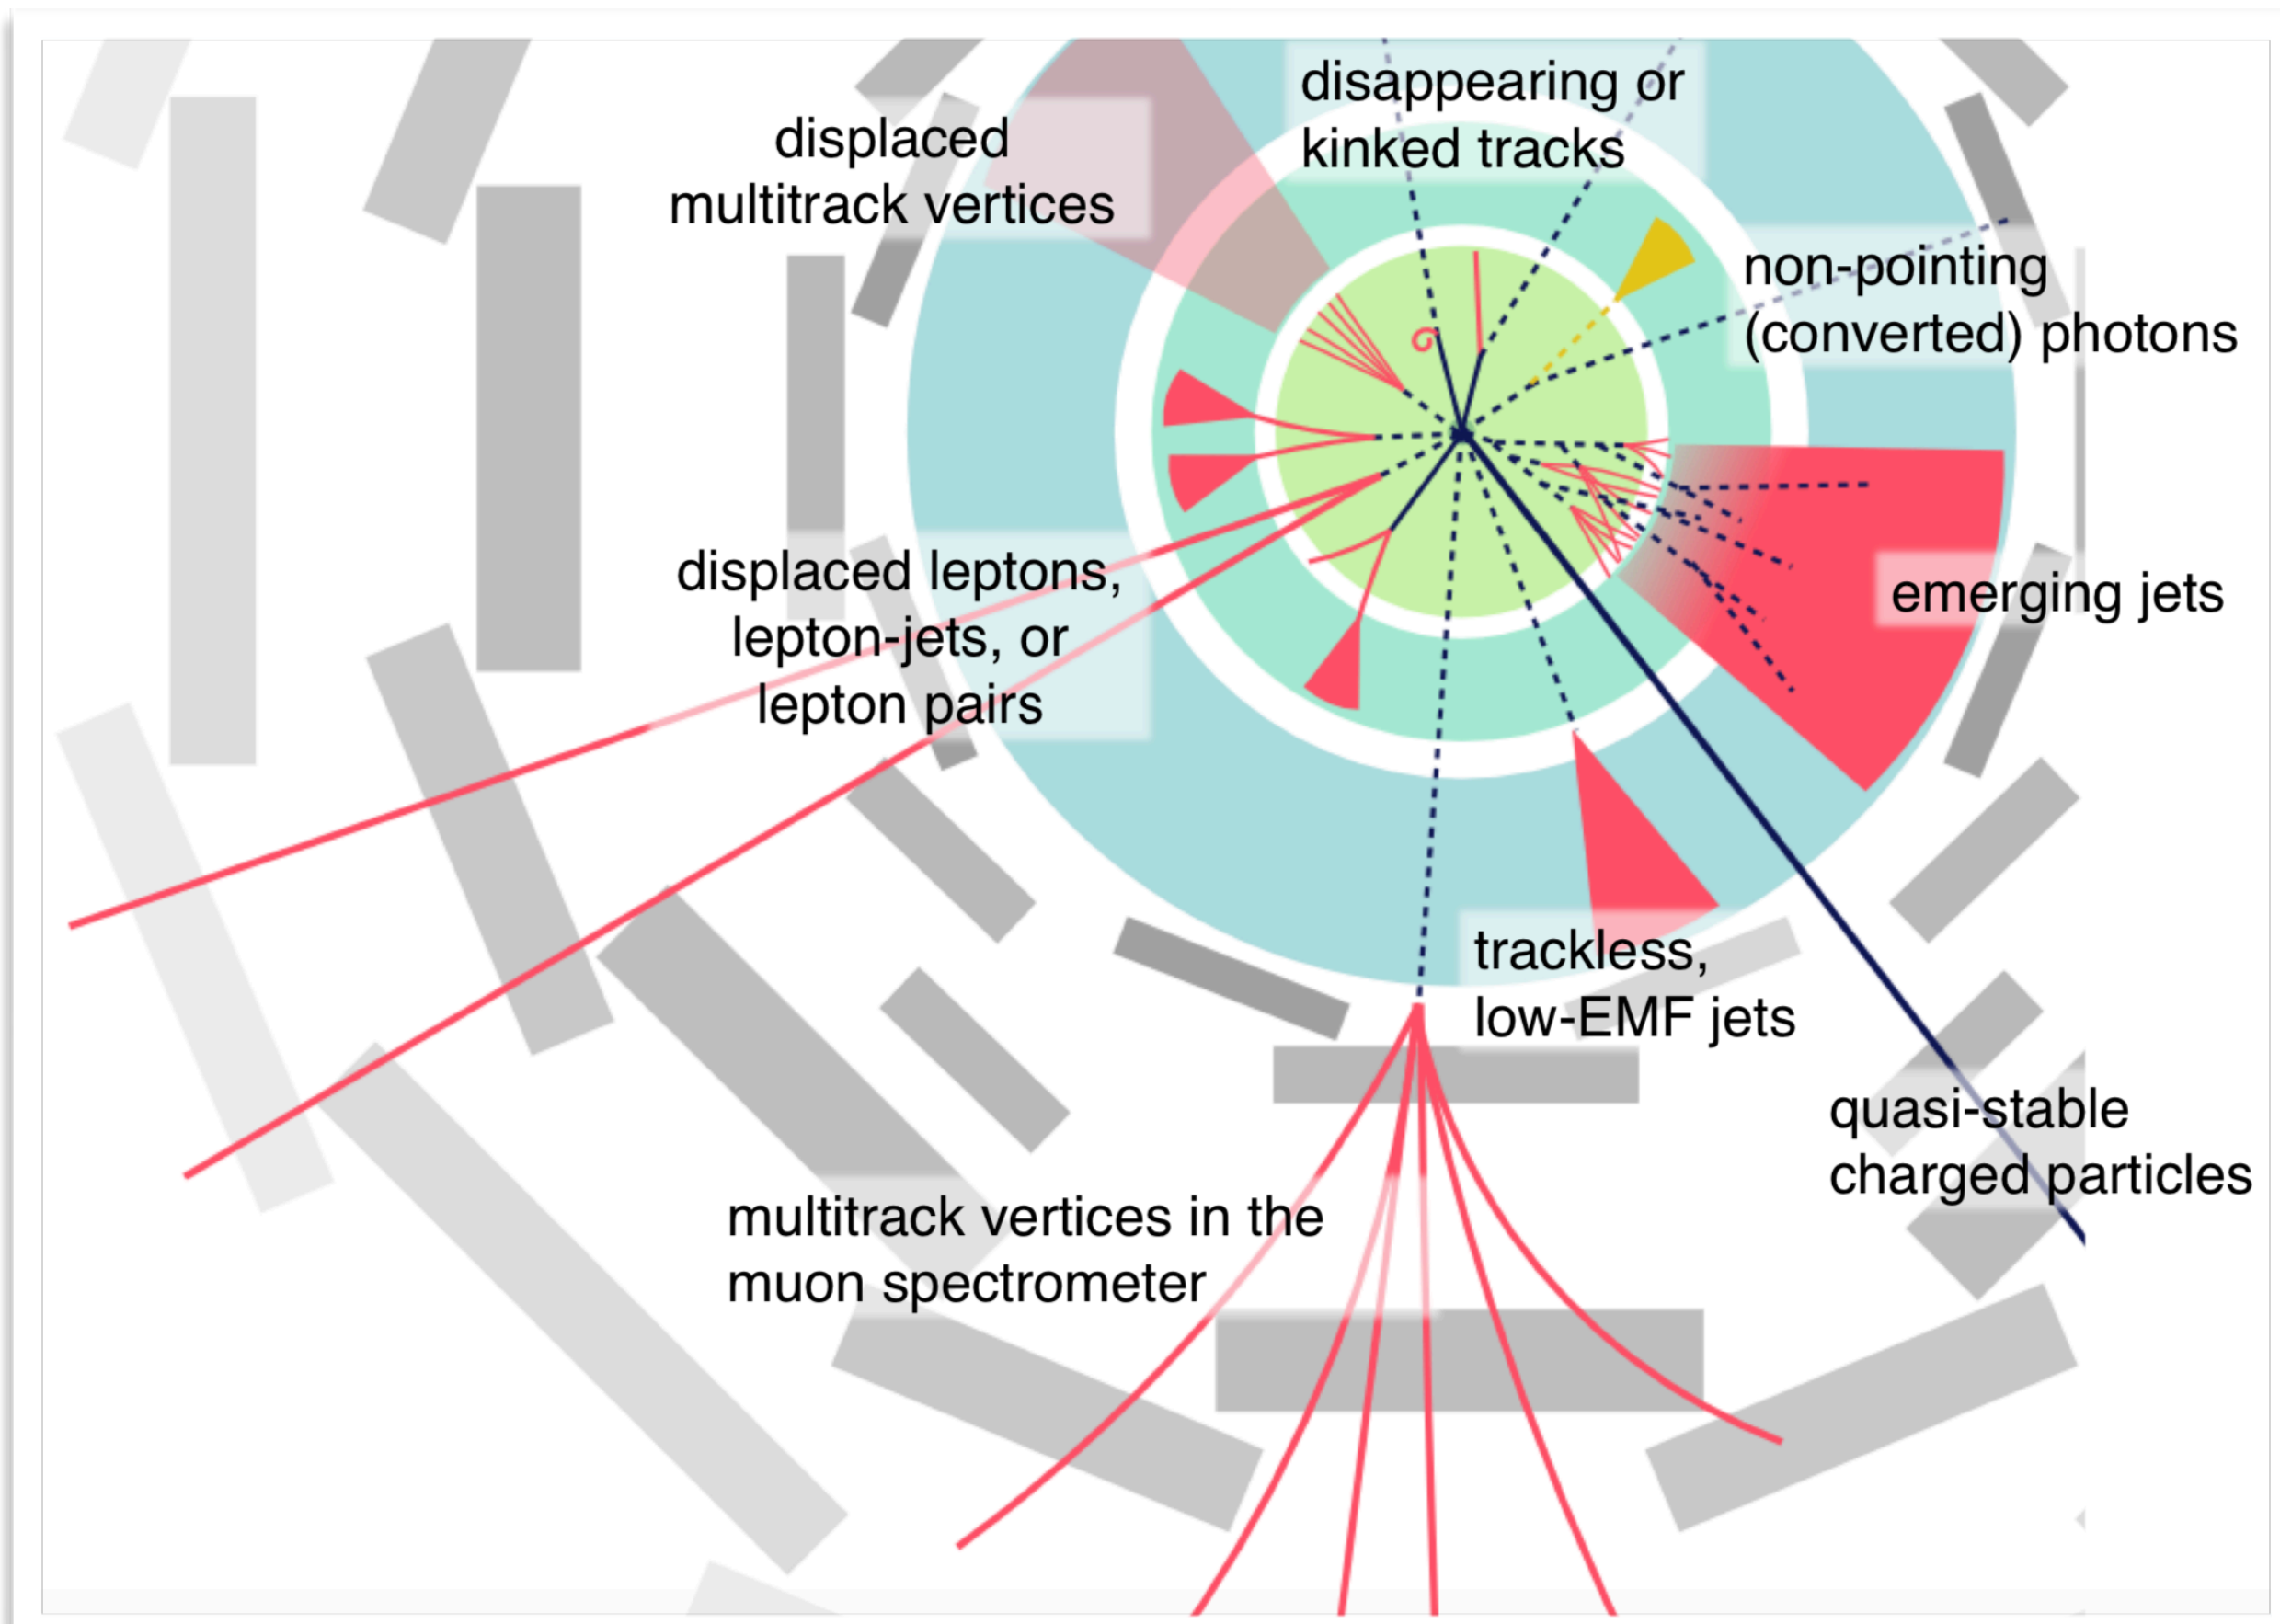 disappearing or
kinked tracks
displaced
multitrack vertices
non-pointing
(converted) photons
displaced leptons,
lepton-jets, or
lepton pairs
emerging jets
trackless,
low-EMF jets
quasi-stable
charged particles
multitrack vertices in the
muon spectrometer